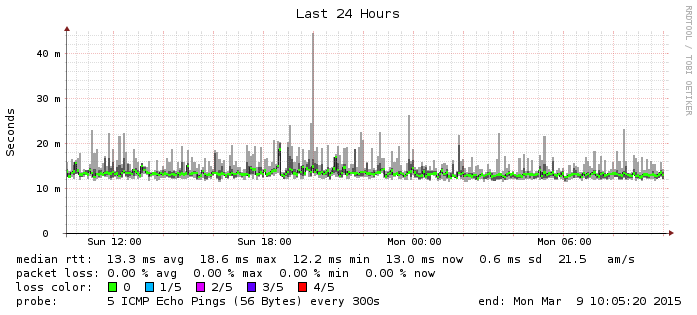 Last 24 Hours
RRDTOOL / TOBI OETIKER
Seconds
40 m
30 m
20 m
10 m
0
Sun 12:00 Sun 18:00 Mon 00:00 Mon 06:00
median rtt: 13.3 ms avg 18.6 ms max 12.2 ms min 13.0 ms now 0.6 ms sd 21.5 am/s
packet loss: 0.00 % avg 0.00 % max 0.00 % min 0.00 % now
loss color: 0 1/5 2/5 3/5 4/5
probe: 5 ICMP Echo Pings (56 Bytes) every 300s end: Mon Mar 9 10:05:20 2015